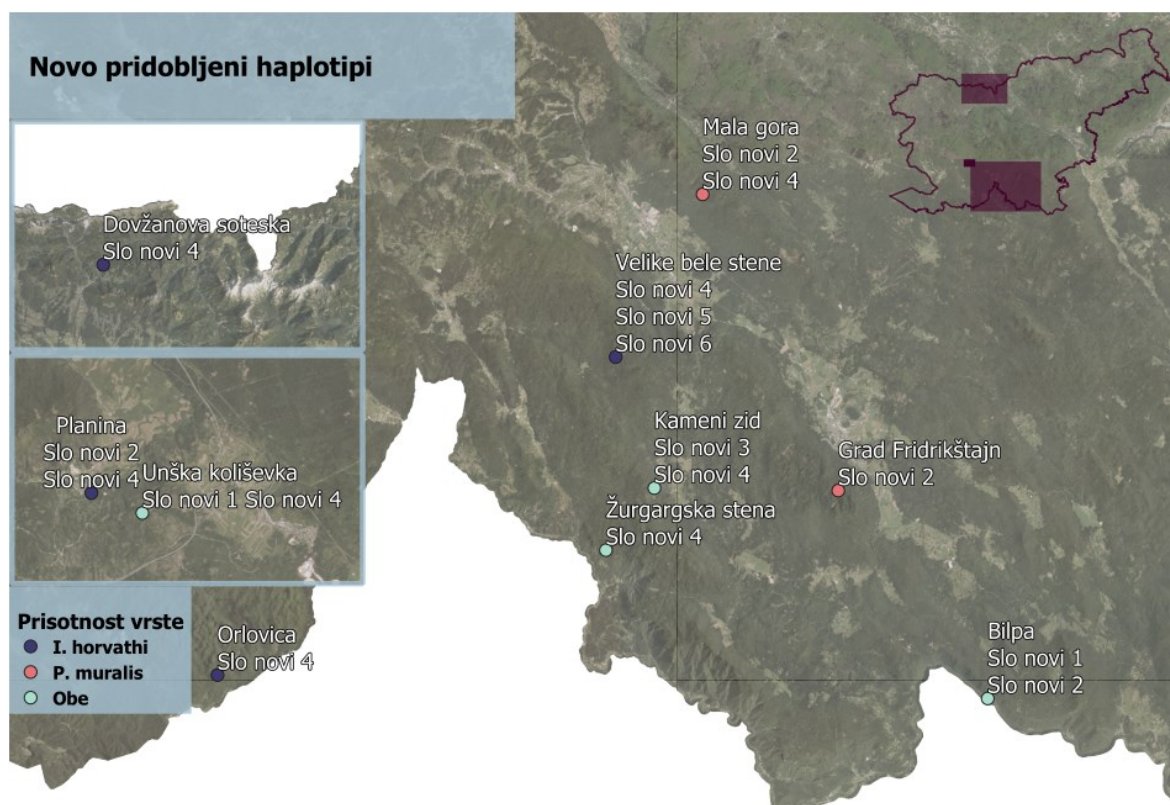 Novo pridobljeni haplotipi
Mala gora
Slo novi 2
Slo novi 4
Dovžanova soteska
Slo novi 4
Velike bele stene
Slo novi 4
Slo novi 5
Slo novi 6
Planina
Slo novi 2
Slo novi 4
Unška koliševka
Slo novi 1 Slo novi 4
Kameni zid
Slo novi 3
Slo novi 4
Grad Fridrikštajn
Slo novi 2
Žurgargska stena
Slo novi 4
Prisotnost vrste
I. horvathi
P. muralis
Obe
Orlovica
Slo novi 4
Bilpa
Slo novi 1
Slo novi 2